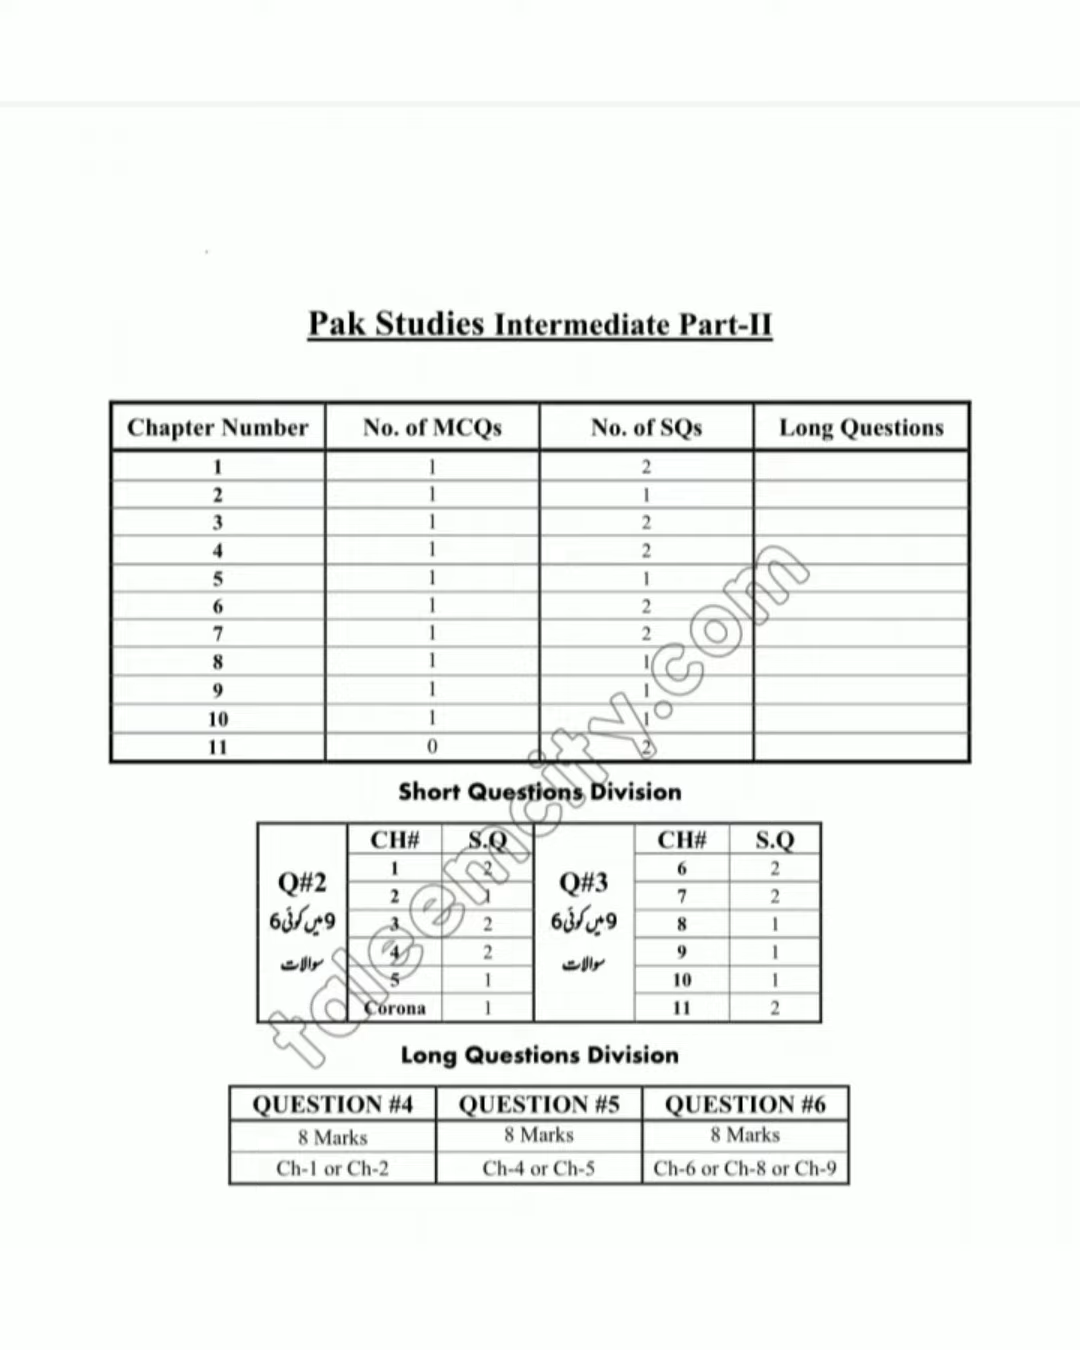 Pak Studies Intermediate Part-II
Chapter Number No. of MCQs No. of SQs Long Questions
1 1 2
2 1 1
3 1 2
4 1 2
5 1 1
6 1 2
7 1 2
8 1 1
9 1 1
10 1 1
11 0 2
Short Questions Division
Q#2
9 میں کوئی 6
سوالات
CH# S.Q
1 2
2 1
3 2
4 2
5 1
Corona 1
Q#3
9 میں کوئی 6
سوالات
CH# S.Q
6 2
7 2
8 1
9 1
10 1
11 2
Long Questions Division
QUESTION #4 QUESTION #5 QUESTION #6
8 Marks 8 Marks 8 Marks
Ch-1 or Ch-2 Ch-4 or Ch-5 Ch-6 or Ch-8 or Ch-9
taleemcity.com